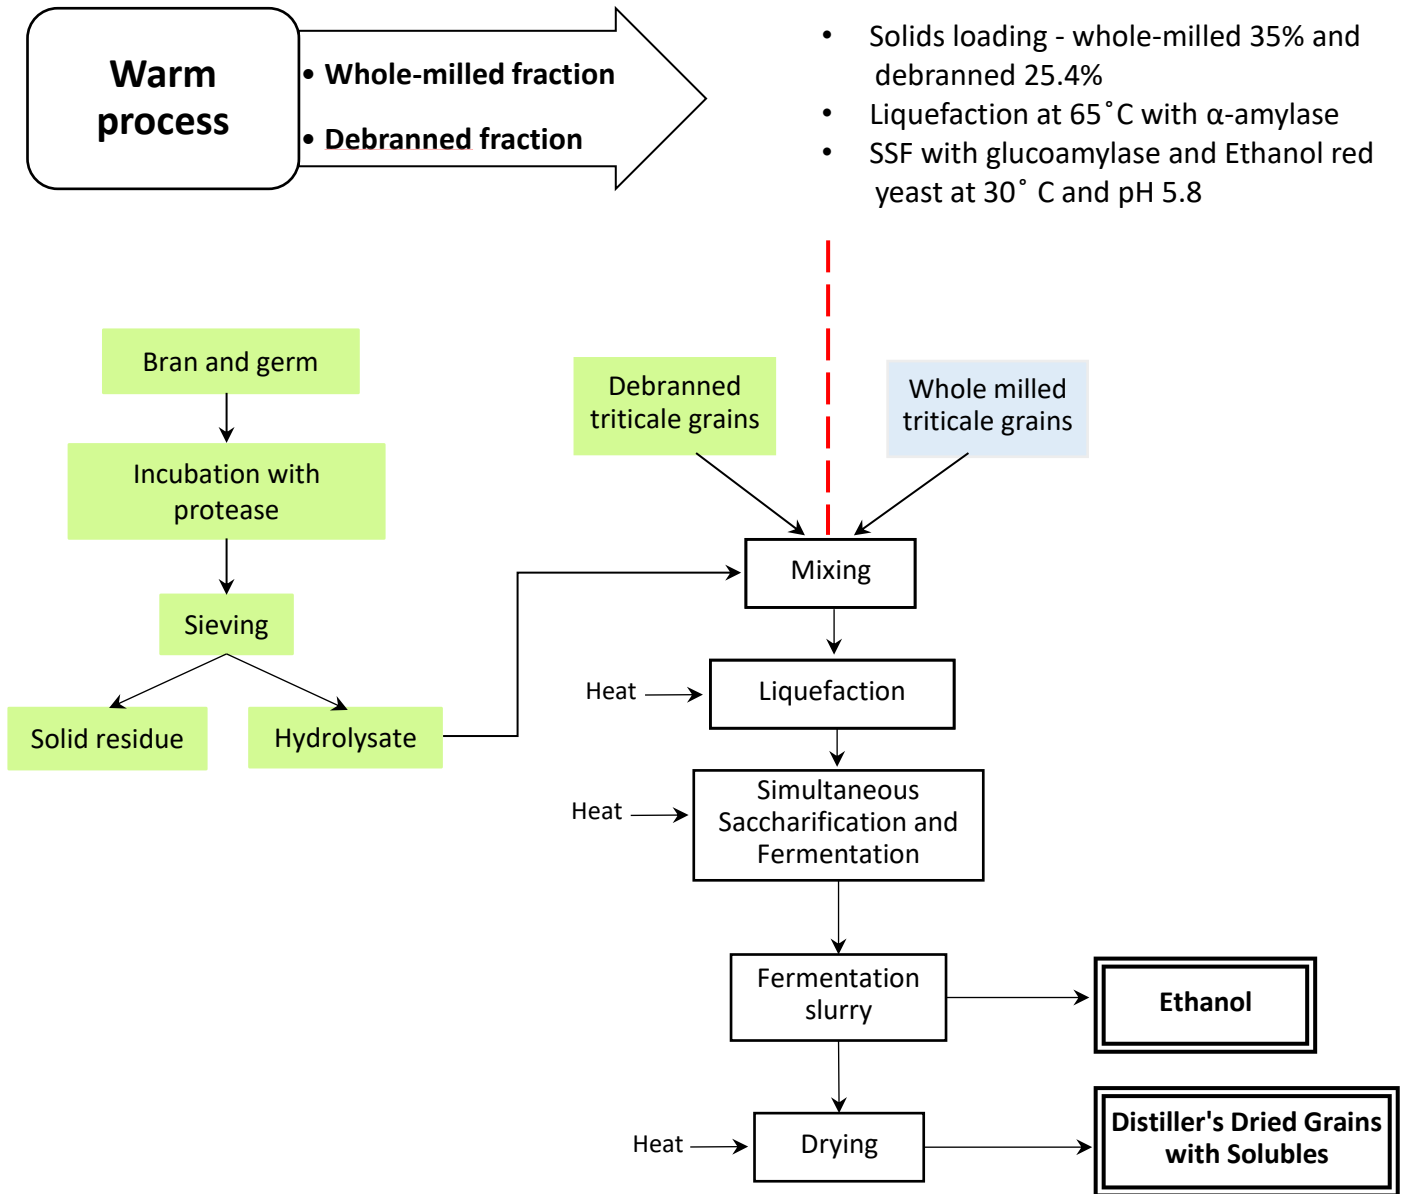 Warm
process
• Whole-milled fraction
• Debranned fraction
• Solids loading - whole-milled 35% and
debranned 25.4%
• Liquefaction at 65˚C with α-amylase
• SSF with glucoamylase and Ethanol red
yeast at 30˚ C and pH 5.8
Bran and germ
Incubation with
protease
Sieving
Solid residue
Hydrolysate
Debranned
triticale grains
Whole milled
triticale grains
Mixing
Heat
Liquefaction
Heat
Simultaneous
Saccharification and
Fermentation
Fermentation
slurry
Ethanol
Heat
Drying
Distiller's Dried Grains
with Solubles